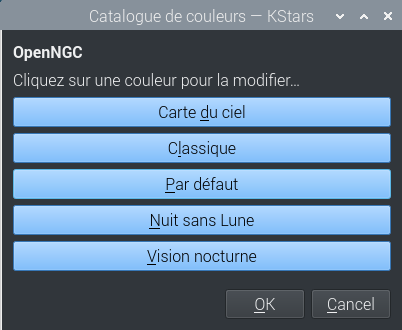 Catalogue de couleurs — KStars
OpenNGC
Cliquez sur une couleur pour la modifier...
Carte du ciel
Classique
Par défaut
Nuit sans Lune
Vision nocturne
OK Cancel